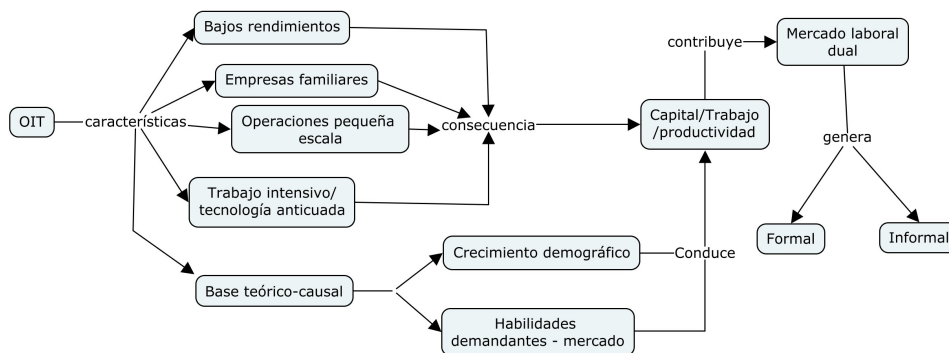 Bajos rendimientos
Empresas familiares
OIT
características
Operaciones pequeña
escala
consecuencia
Trabajo intensivo/
tecnología anticuada
Base teórico-causal
Crecimiento demográfico
Habilidades
demandantes - mercado
Conduce
Capital/Trabajo
/productividad
contribuye
Mercado laboral
dual
genera
Formal
Informal